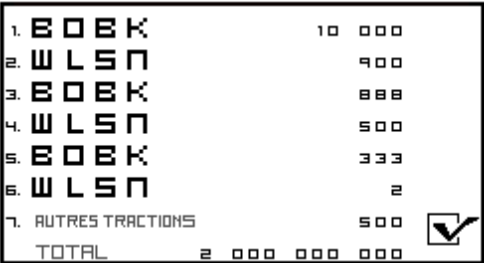 1. BOBK 10 000
2. WLSN 900
3. BOBK 888
4. WLSN 500
5. BOBK 333
6. WLSN 2
7. AUTRES TRACTIONS 500
TOTAL 2 000 000 000